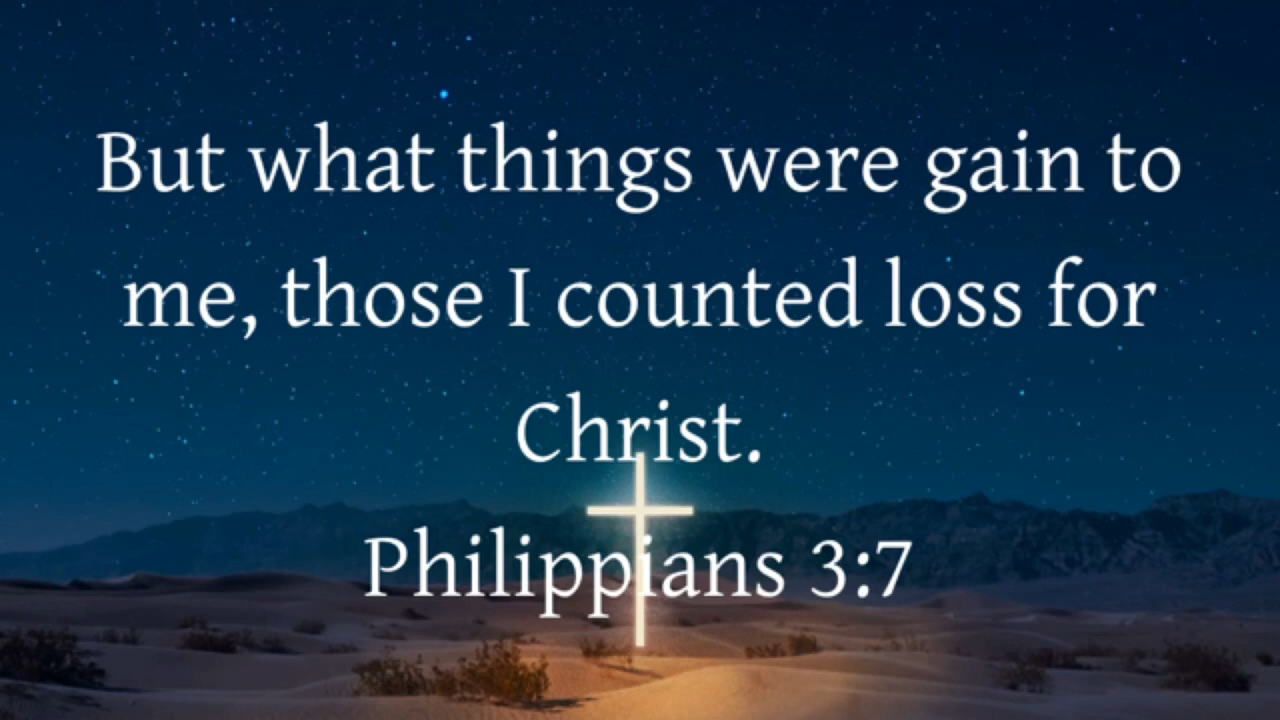 But what things were gain to
me, those I counted loss for
Christ.
Philippians 3:7